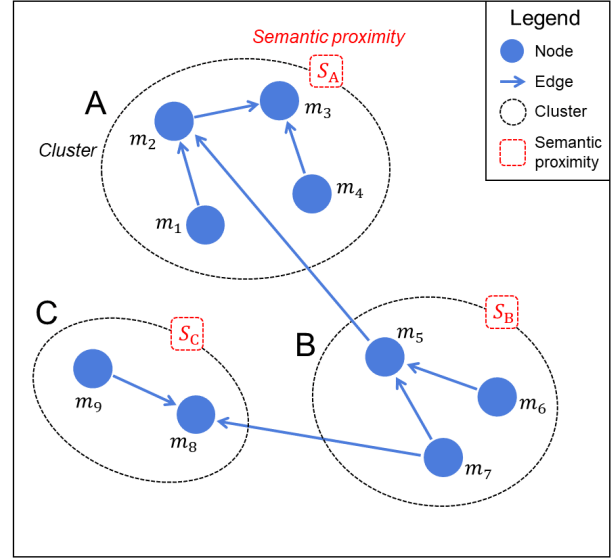 Semantic proximity
S_A
A
m_3
m_2
Cluster
m_4
m_1
Legend
Node
Edge
Cluster
Semantic
proximity
C
S_C
m_9
m_8
B
m_5
S_B
m_6
m_7